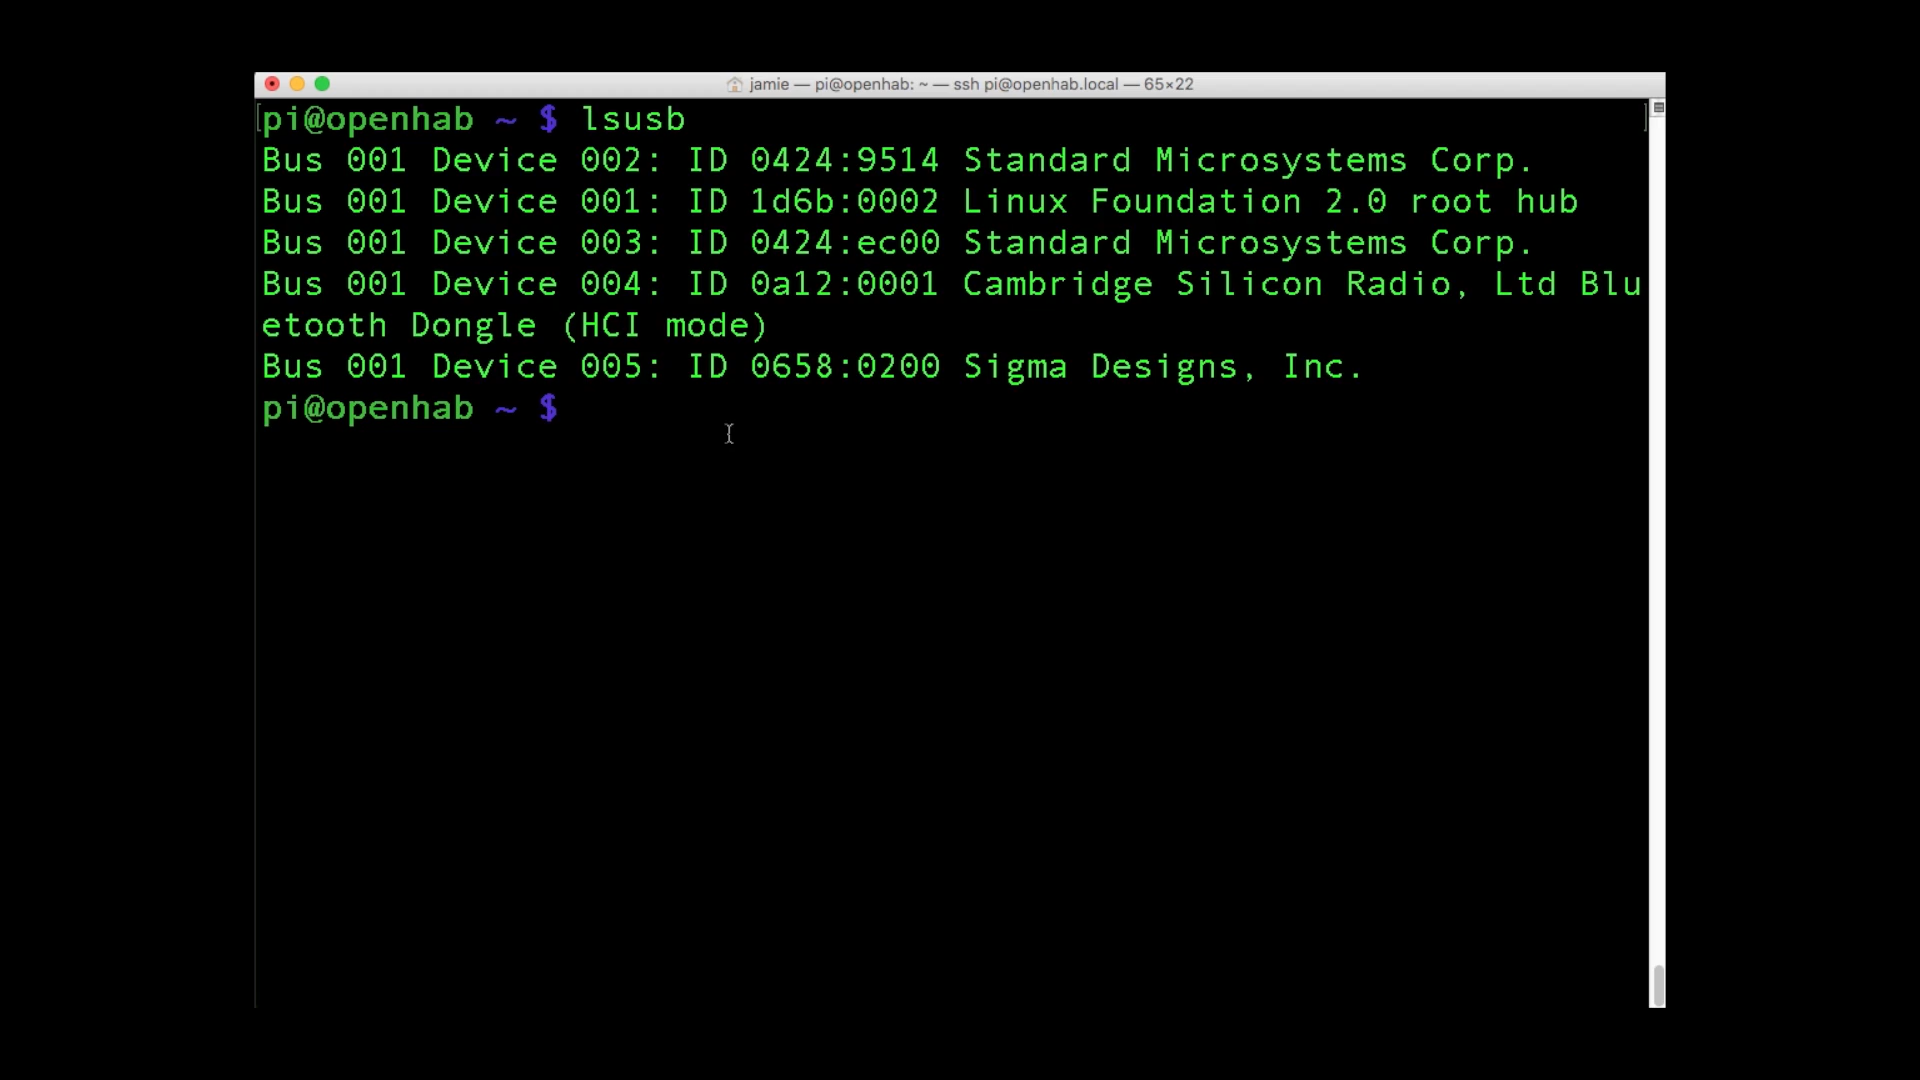 jamie — pi@openhab: ~ — ssh pi@openhab.local — 65×22
[pi@openhab ~ $ lsusb ]
Bus 001 Device 002: ID 0424:9514 Standard Microsystems Corp.
Bus 001 Device 001: ID 1d6b:0002 Linux Foundation 2.0 root hub
Bus 001 Device 003: ID 0424:ec00 Standard Microsystems Corp.
Bus 001 Device 004: ID 0a12:0001 Cambridge Silicon Radio, Ltd Blu
etooth Dongle (HCI mode)
Bus 001 Device 005: ID 0658:0200 Sigma Designs, Inc.
pi@openhab ~ $